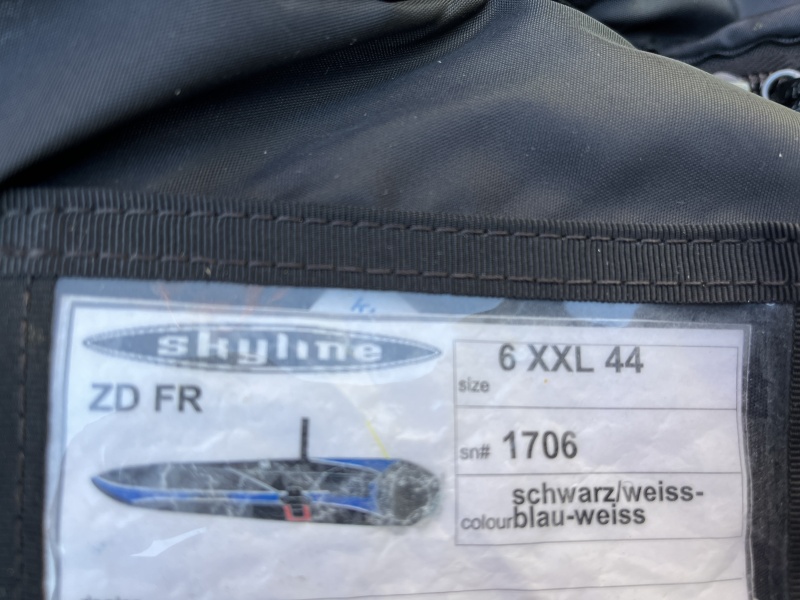 skyline
ZD FR
size 6 XXL 44
sn# 1706
colour schwarz/weiss-
blau-weiss